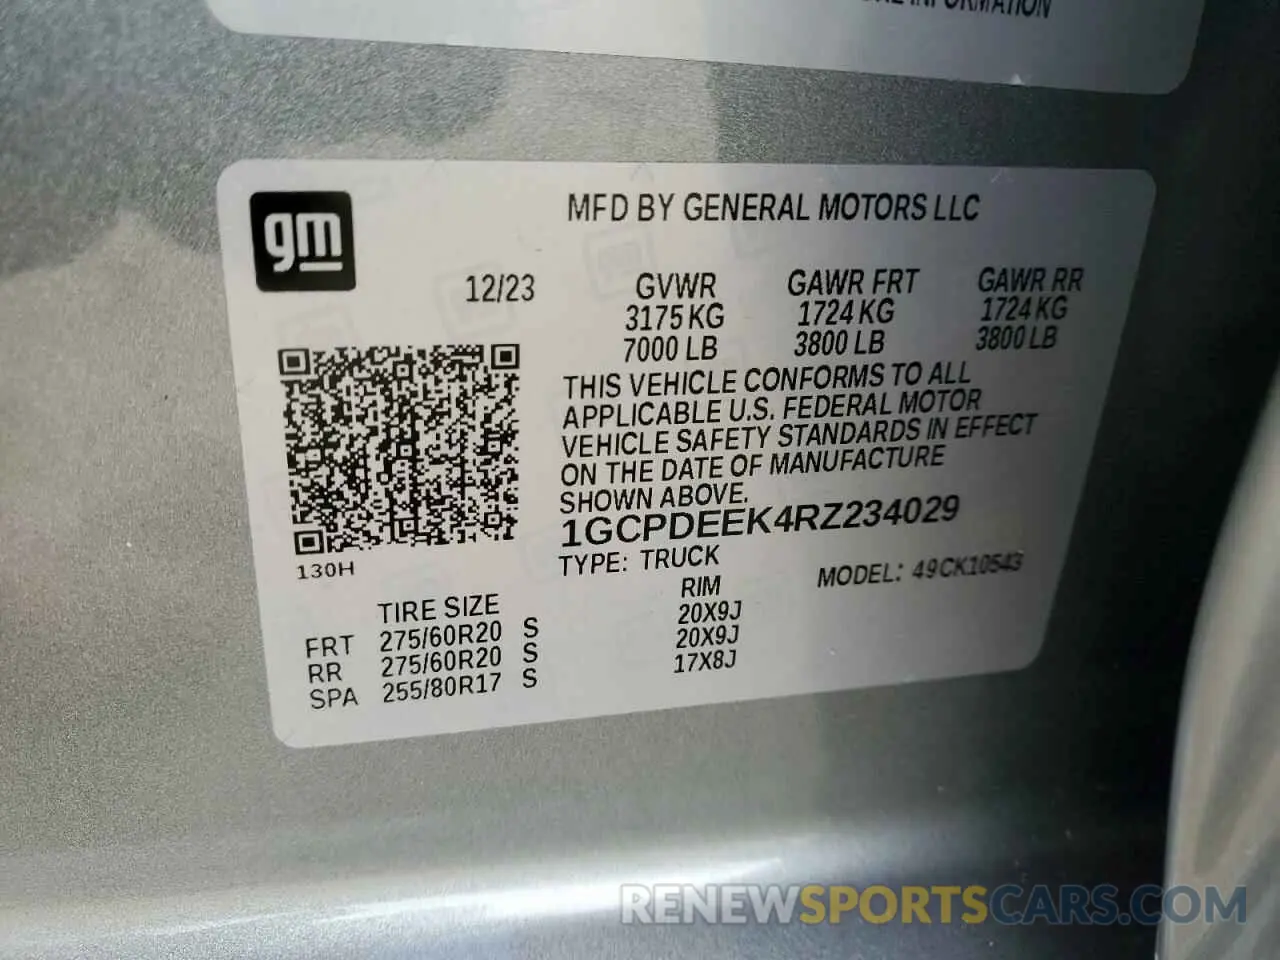 INFORMATION
gm
MFD BY GENERAL MOTORS LLC
12/23
GVWR GAWR FRT GAWR RR
3175 KG 1724 KG 1724 KG
7000 LB 3800 LB 3800 LB
THIS VEHICLE CONFORMS TO ALL
APPLICABLE U.S. FEDERAL MOTOR
VEHICLE SAFETY STANDARDS IN EFFECT
ON THE DATE OF MANUFACTURE
SHOWN ABOVE.
1GCPDEEK4RZ234029
TYPE: TRUCK
MODEL: 49CK10543
130H
TIRE SIZE RIM
FRT 275/60R20 S 20X9J
RR 275/60R20 S 20X9J
SPA 255/80R17 S 17X8J
RENEWSPORTSCARS.COM